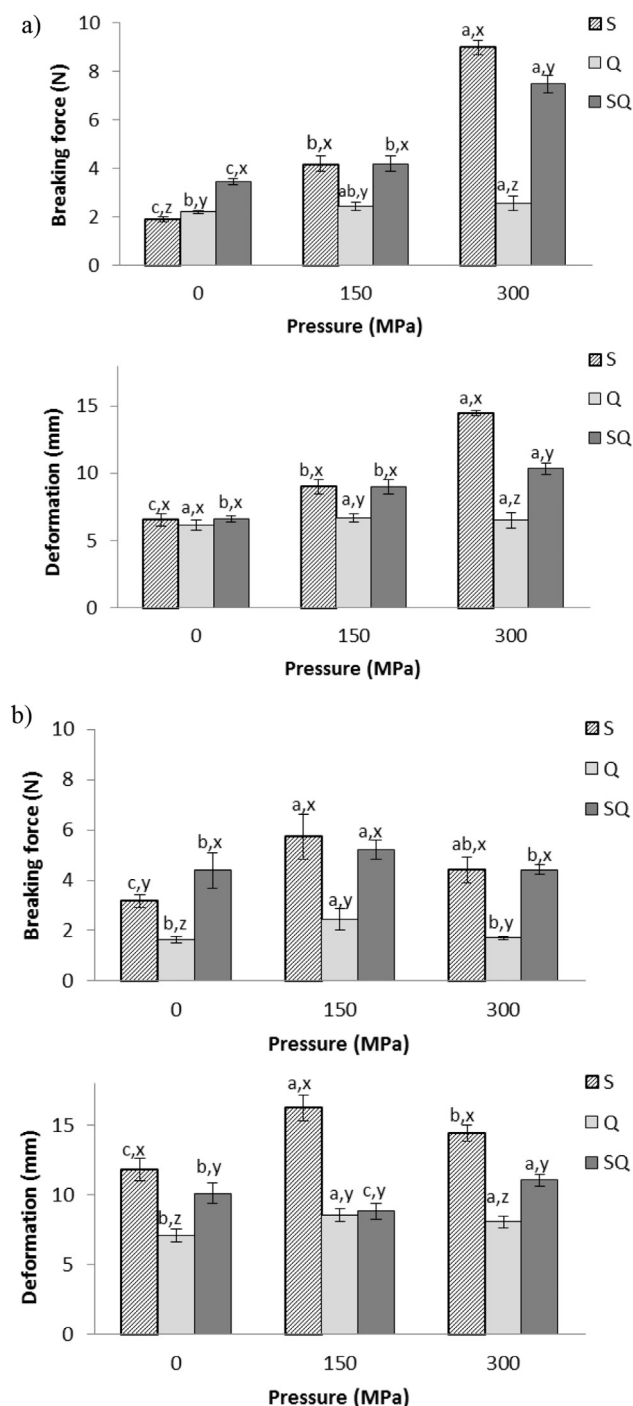 a)
Breaking force (N)
10
8
6
4
2
0
c,z b,y c,x
b,x ab,y b,x
a,x a,z a,y
0 150 300
Pressure (MPa)
S
Q
SQ
Deformation (mm)
15
10
5
0
c,x a,x b,x
b,x a,y b,x
a,x a,z a,y
0 150 300
Pressure (MPa)
S
Q
SQ
b)
Breaking force (N)
10
8
6
4
2
0
c,y b,z b,x
a,x a,y a,x
ab,x b,y b,x
0 150 300
Pressure (MPa)
S
Q
SQ
Deformation (mm)
15
10
5
0
c,x b,z b,y
a,x a,y c,y
b,x a,z a,y
0 150 300
Pressure (MPa)
S
Q
SQ